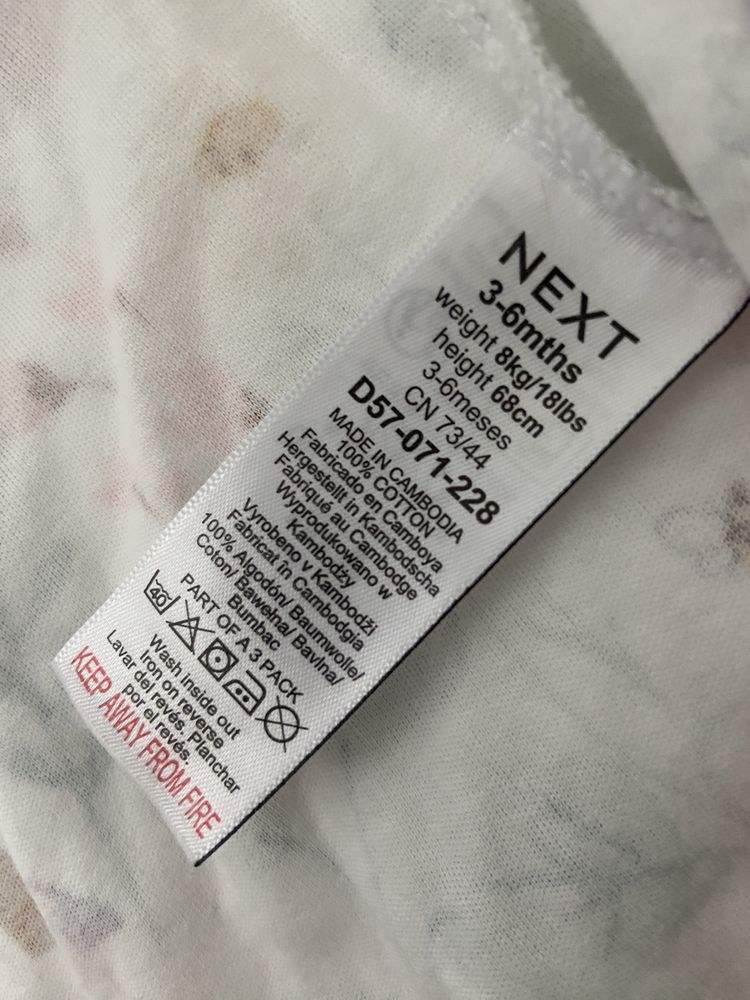 NEXT
3-6mths
weight 8kg/18lbs
height 68cm
3-6meses
CN 73/44
D57-071-228
MADE IN CAMBODIA
100% COTTON
Fabricado en Camboya
Hergestellt in Kambodscha
Fabriqué au Cambodge
Wyprodukowano w
Kambodży
Vyrobeno v Kambodži
Fabricat in Cambodgia
100% Algodón/ Baumwolle/
Coton/ Bawełna/ Bavlna/
Bumbac
PART OF A 3 PACK
40
Wash inside out
Iron on reverse
Lavar del revés. Planchar
por el revés.
KEEP AWAY FROM FIRE